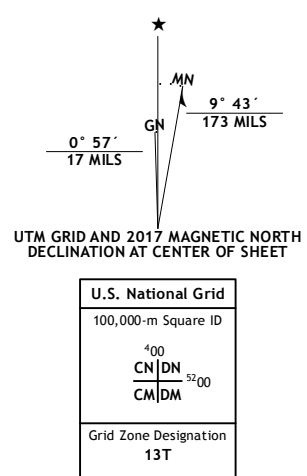 ★
MN
GN
0° 57´
17 MILS
9° 43´
173 MILS
UTM GRID AND 2017 MAGNETIC NORTH
DECLINATION AT CENTER OF SHEET
U.S. National Grid
100,000-m Square ID
⁴00
CN DN
⁵²00
CM DM
Grid Zone Designation
13T